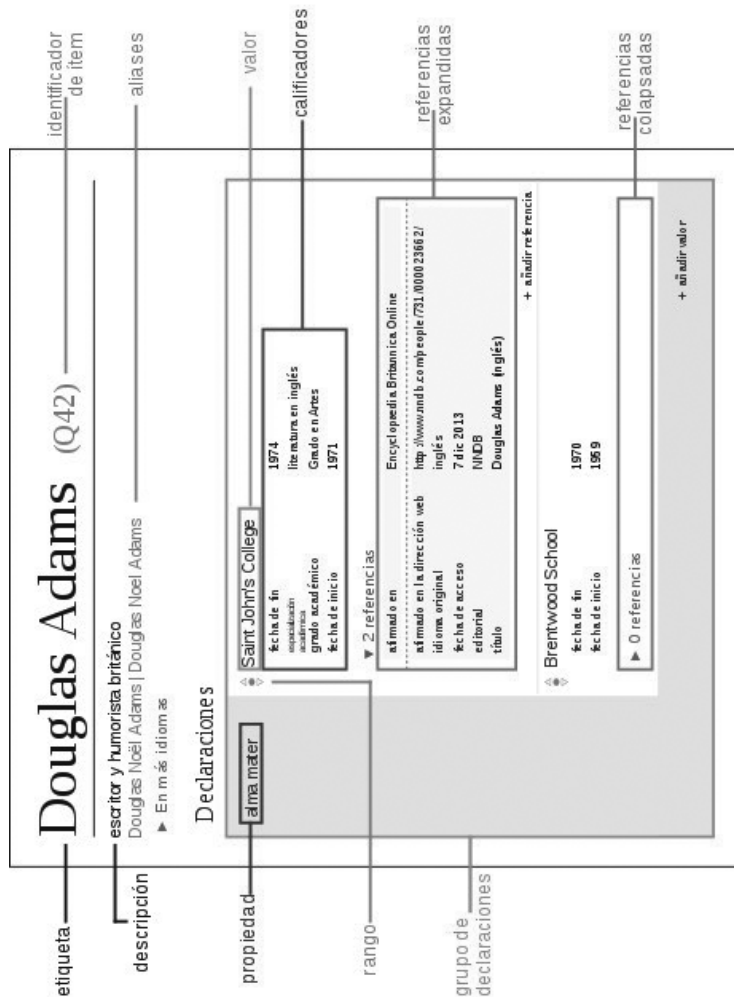 etiqueta
descripción
propiedad
rango
grupo de
declaraciones
Douglas Adams (Q42)
escritor y humorista británico
Douglas Noël Adams | Douglas Noel Adams
► En más idiomas
Declaraciones
alma mater
Saint John's College
fecha de fin 1974
especialización
académica literatura en inglés
grado académico Grado en Artes
fecha de inicio 1971
▼ 2 referencias
afirmado en Encyclopædia Britannica Online
afirmado en la dirección web http://www.nndb.com/people/731/000023662/
idioma original inglés
fecha de acceso 7 dic 2013
editorial NNDB
título Douglas Adams (inglés)
+ añadir referencia
Brentwood School
fecha de fin 1970
fecha de inicio 1959
► 0 referencias
+ añadir valor
identificador
de ítem
aliases
valor
calificadores
referencias
expandidas
referencias
colapsadas